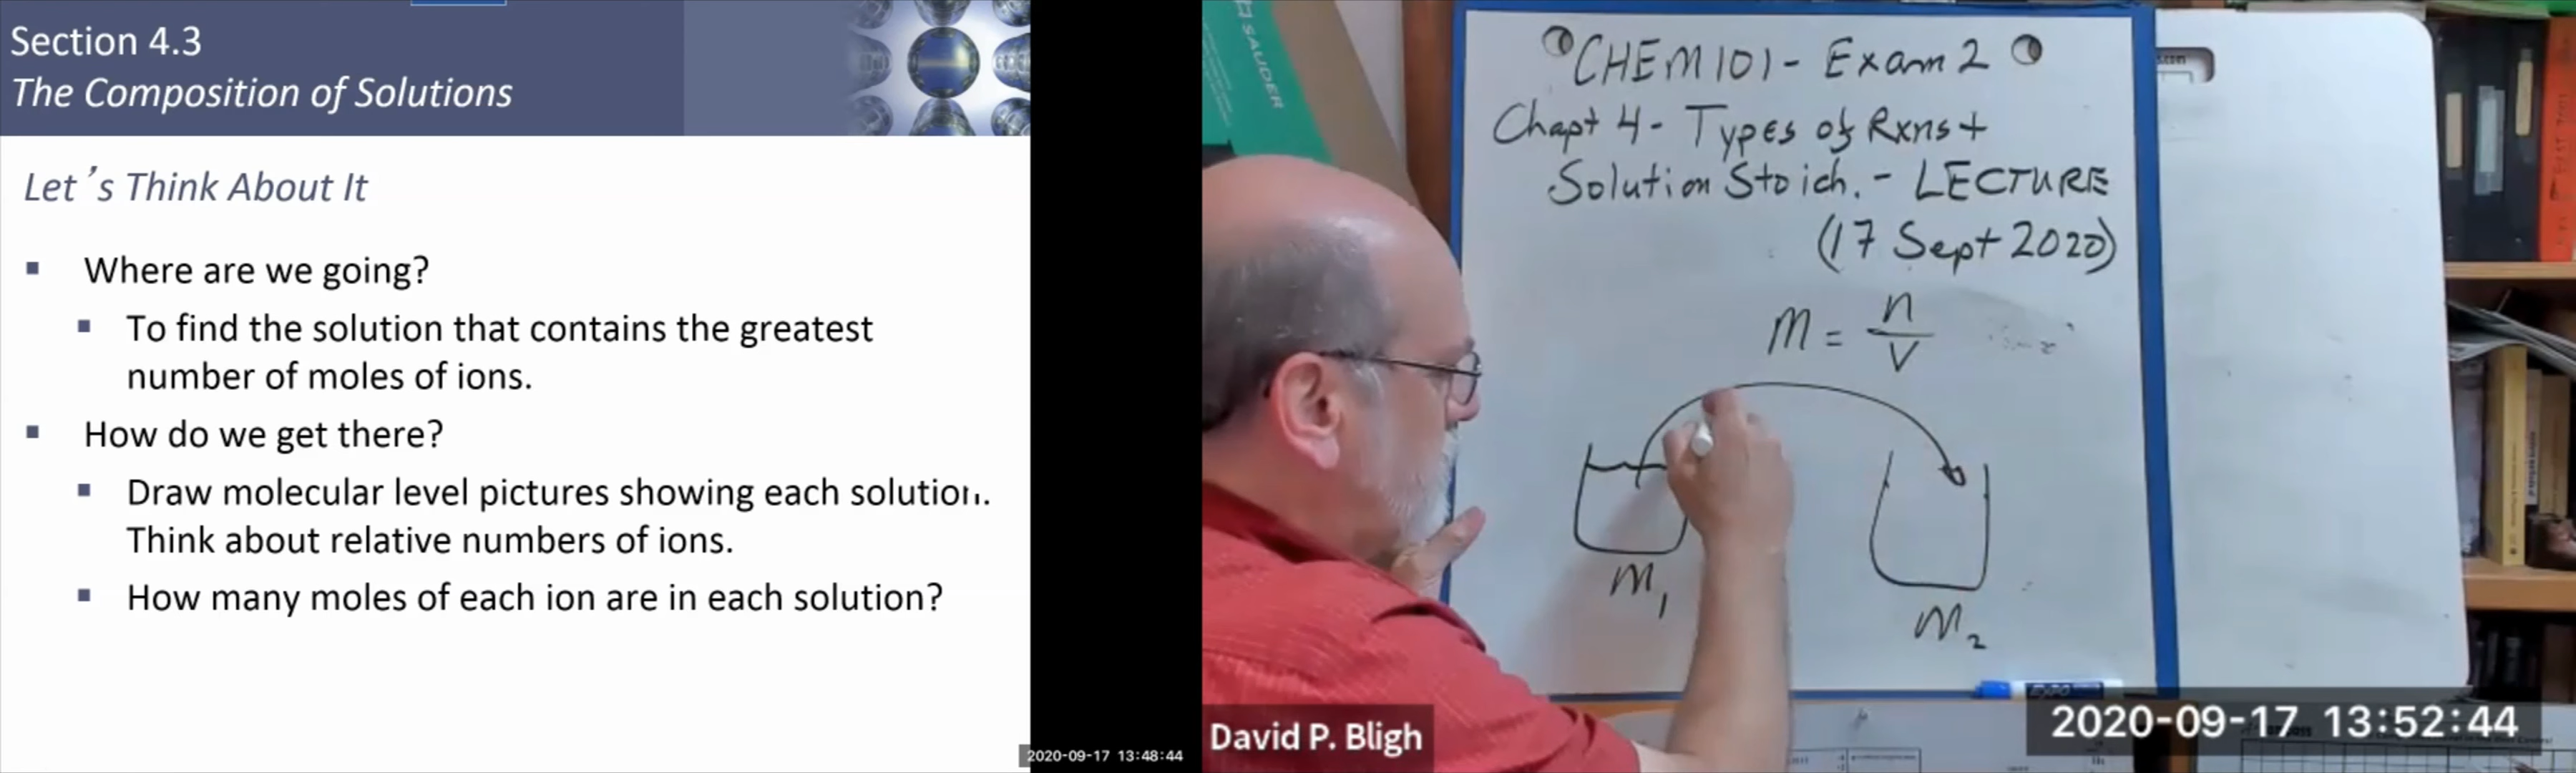 Section 4.3
The Composition of Solutions
Let's Think About It
▪ Where are we going?
▪ To find the solution that contains the greatest
number of moles of ions.
▪ How do we get there?
▪ Draw molecular level pictures showing each solution.
Think about relative numbers of ions.
▪ How many moles of each ion are in each solution?
2020-09-17 13:48:44
SAUDER
CHEM 101 - Exam 2
Chapt 4 - Types of Rxns +
Solution Stoich. - LECTURE
(17 Sept 2020)
M = n
V
M1
M2
EXPO
David P. Bligh
2020-09-17 13:52:44